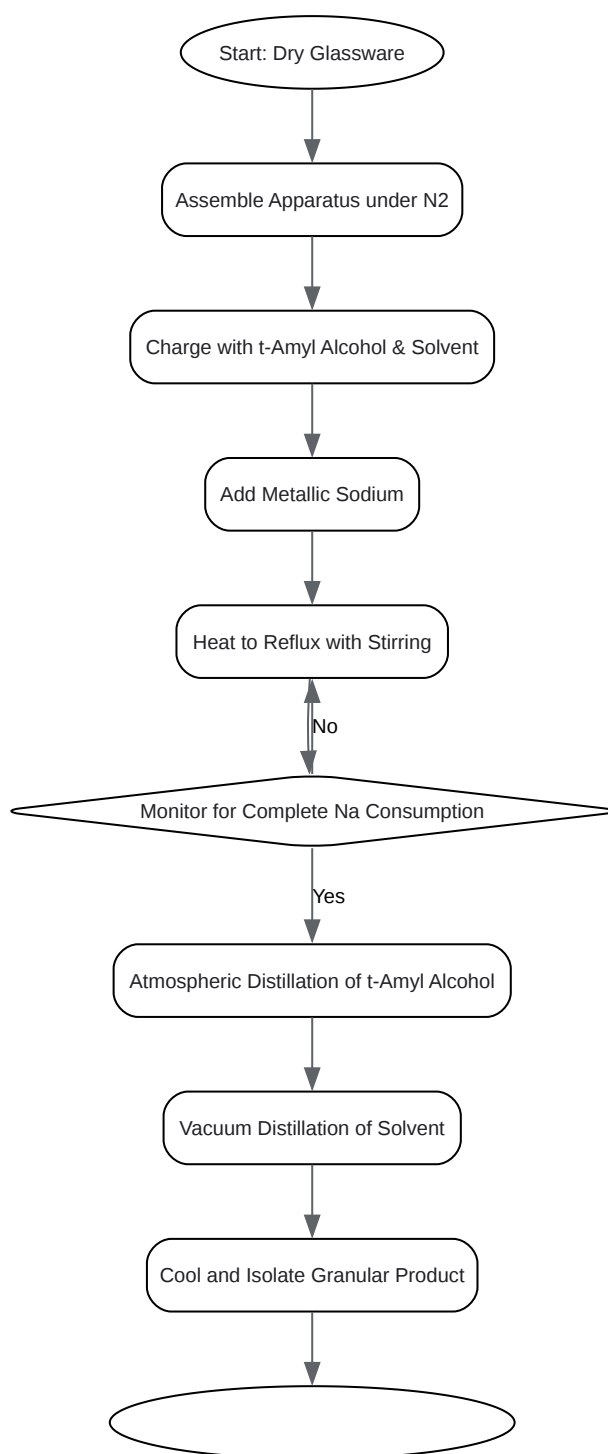 Start: Dry Glassware
Assemble Apparatus under N2
Charge with t-Amyl Alcohol & Solvent
Add Metallic Sodium
Heat to Reflux with Stirring
No
Monitor for Complete Na Consumption
Yes
Atmospheric Distillation of t-Amyl Alcohol
Vacuum Distillation of Solvent
Cool and Isolate Granular Product